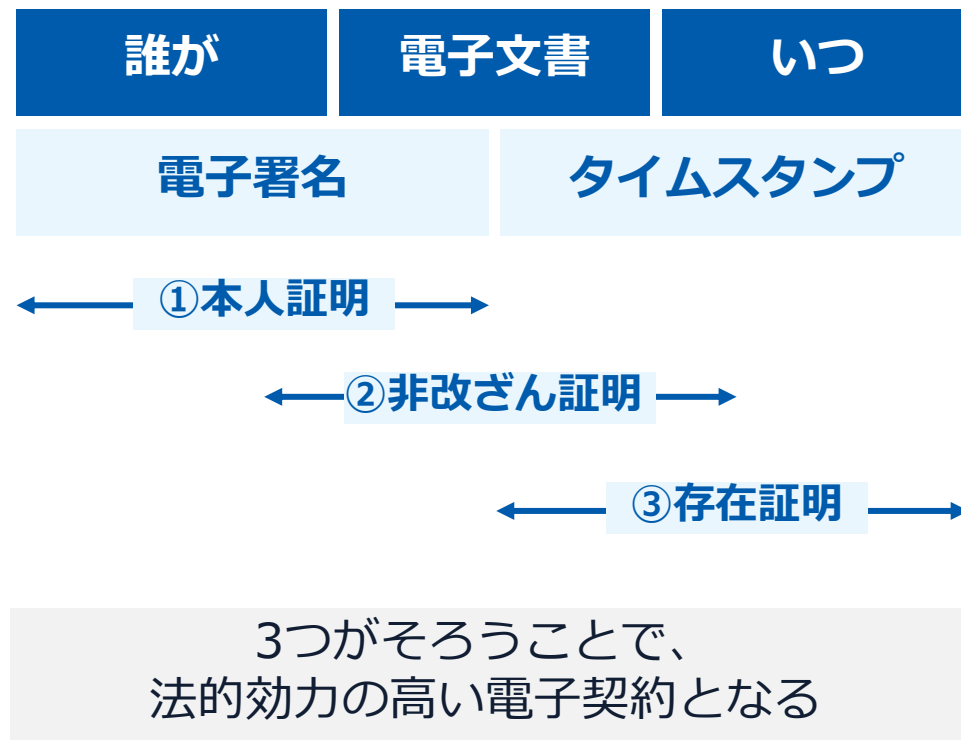 誰が
電子文書
いつ
電子署名
タイムスタンプ
①本人証明
②非改ざん証明
③存在証明
3つがそろうことで、
法的効力の高い電子契約となる